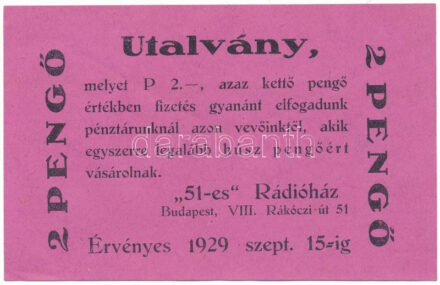 Utalvány,
melyet P 2.—, azaz kettő pengő
értékben fizetés gyanánt elfogadunk
pénztárunknál azon vevőinktől, akik
egyszerre legalább húsz pengőért
vásárolnak.
„51-es" Rádióház
Budapest, VIII. Rákóczi-út 51
Érvényes 1929 szept. 15-ig
2 PENGŐ
2 PENGŐ
darabanth